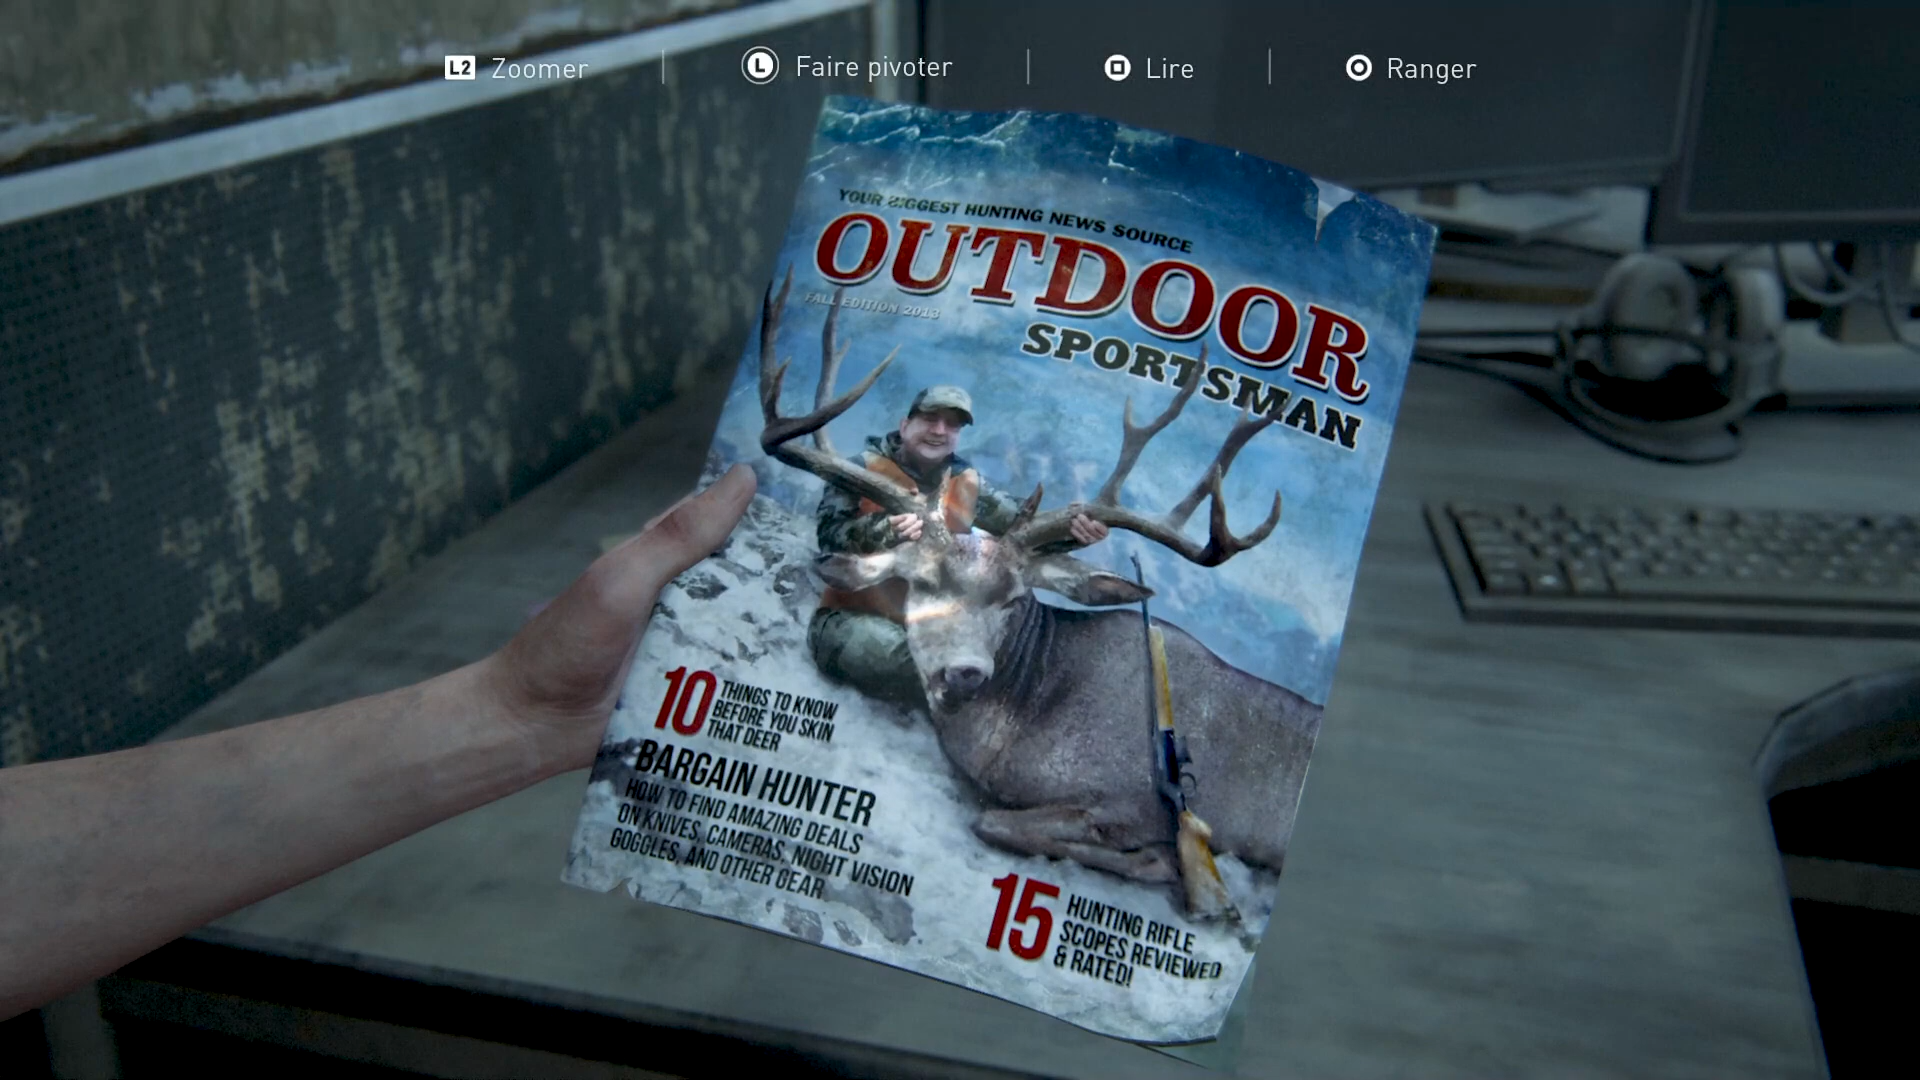 L2 Zoomer
L Faire pivoter
Lire
Ranger
YOUR BIGGEST HUNTING NEWS SOURCE
OUTDOOR
FALL EDITION 2013
SPORTSMAN
10 THINGS TO KNOW
BEFORE YOU SKIN
THAT DEER
BARGAIN HUNTER
HOW TO FIND AMAZING DEALS
ON KNIVES, CAMERAS, NIGHT VISION
GOGGLES, AND OTHER GEAR
15 HUNTING RIFLE
SCOPES REVIEWED
& RATED!